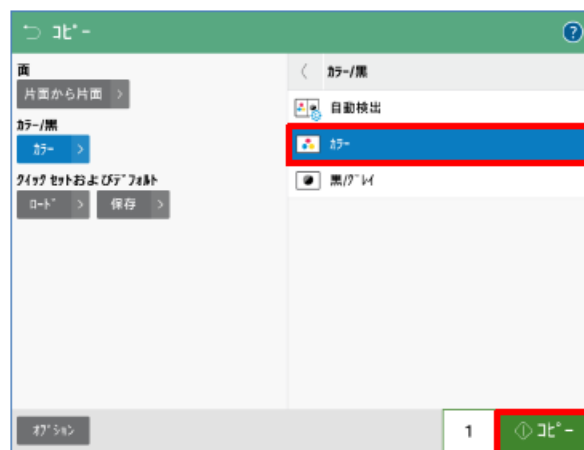 ｺﾋﾟｰ
?
面
片面から片面 >
ｶﾗｰ/黒
ｶﾗｰ >
ｸｲｯｸ ｾｯﾄおよびﾃﾞﾌｫﾙﾄ
ﾛｰﾄﾞ >
保存 >
< ｶﾗｰ/黒
自動検出
ｶﾗｰ
黒/ｸﾞﾚｲ
ｵﾌﾟｼｮﾝ
1
ｺﾋﾟｰ